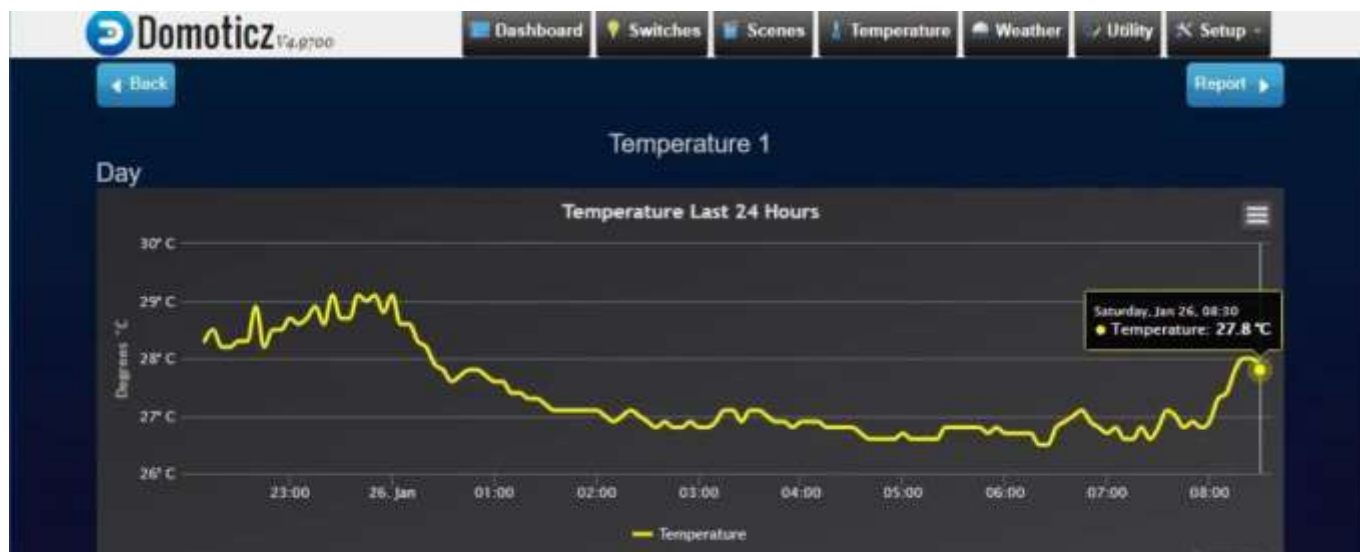 Domoticz V4.9700
Dashboard Switches Scenes Temperature Weather Utility Setup
Back Report
Temperature 1
Day
Temperature Last 24 Hours
30° C
29° C
28° C
27° C
26° C
Degrees °C
Saturday, Jan 26, 08:30
Temperature: 27.8 °C
23:00 26. Jan 01:00 02:00 03:00 04:00 05:00 06:00 07:00 08:00
Temperature